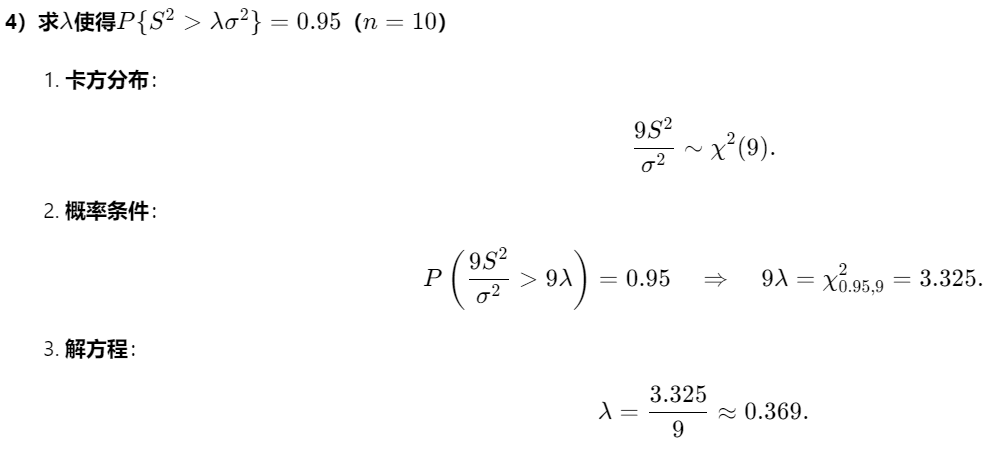 4）求λ使得P{S² > λσ²} = 0.95（n = 10）
1. 卡方分布：
9S²/σ² ∼ χ²(9).
2. 概率条件：
P(9S²/σ² > 9λ) = 0.95 ⇒ 9λ = χ²_{0.95,9} = 3.325.
3. 解方程：
λ = 3.325/9 ≈ 0.369.